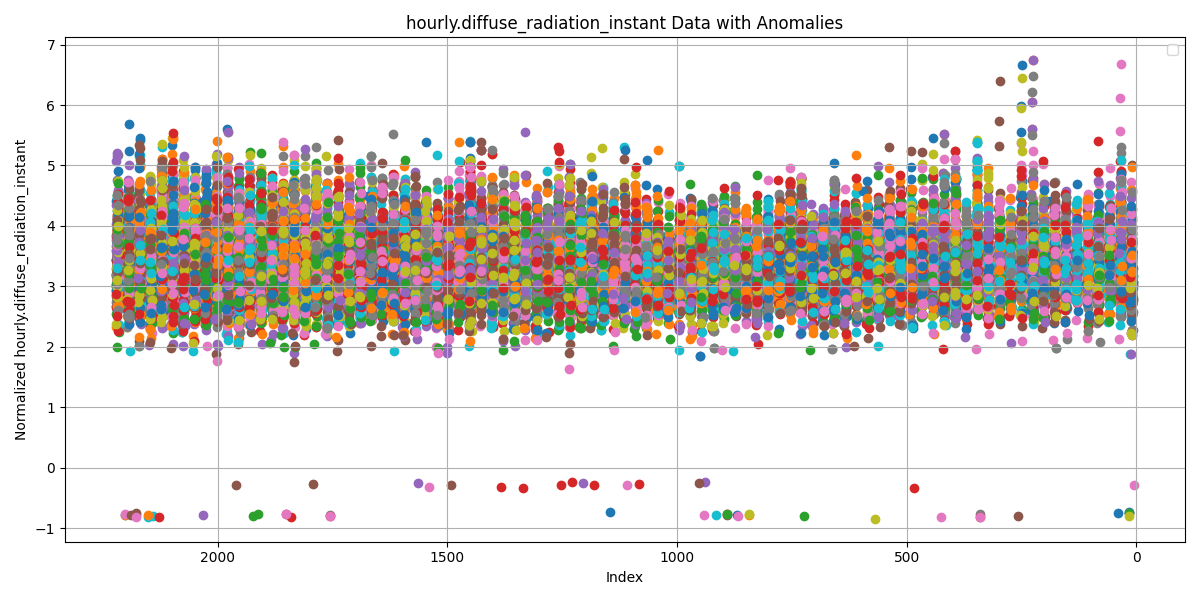 hourly.diffuse_radiation_instant Data with Anomalies
Normalized hourly.diffuse_radiation_instant
7
6
5
4
3
2
1
0
−1
2000 1500 1000 500 0
Index